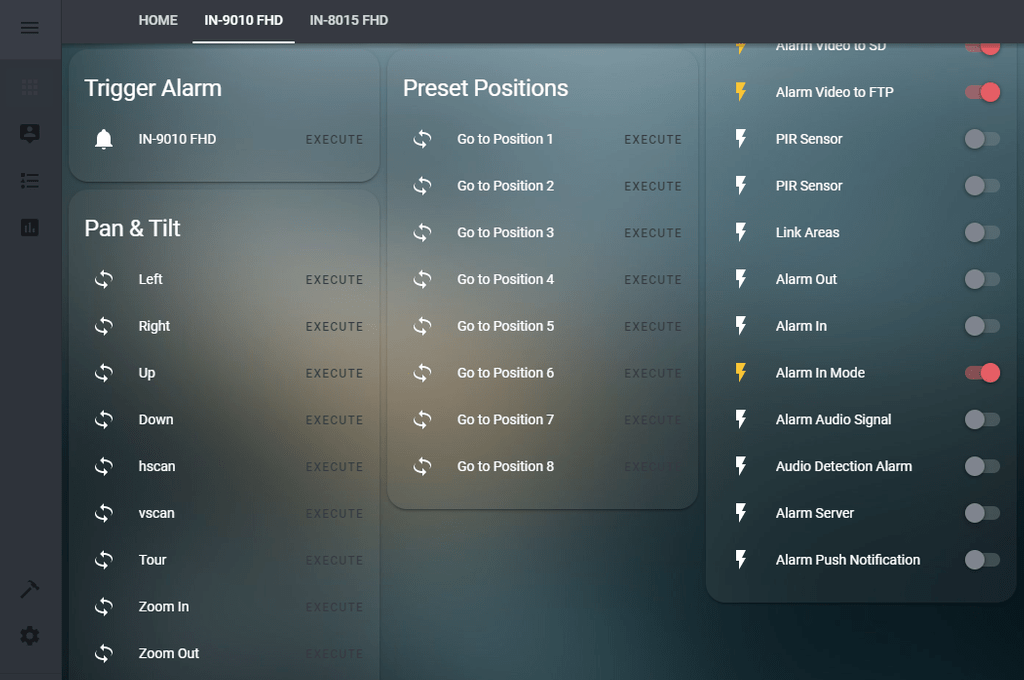 HOME
IN-9010 FHD
IN-8015 FHD
Trigger Alarm
IN-9010 FHD EXECUTE
Pan & Tilt
Left EXECUTE
Right EXECUTE
Up EXECUTE
Down EXECUTE
hscan EXECUTE
vscan EXECUTE
Tour EXECUTE
Zoom In EXECUTE
Zoom Out EXECUTE
Preset Positions
Go to Position 1 EXECUTE
Go to Position 2 EXECUTE
Go to Position 3 EXECUTE
Go to Position 4 EXECUTE
Go to Position 5 EXECUTE
Go to Position 6 EXECUTE
Go to Position 7 EXECUTE
Go to Position 8 EXECUTE
Alarm Video to SD
Alarm Video to FTP
PIR Sensor
PIR Sensor
Link Areas
Alarm Out
Alarm In
Alarm In Mode
Alarm Audio Signal
Audio Detection Alarm
Alarm Server
Alarm Push Notification